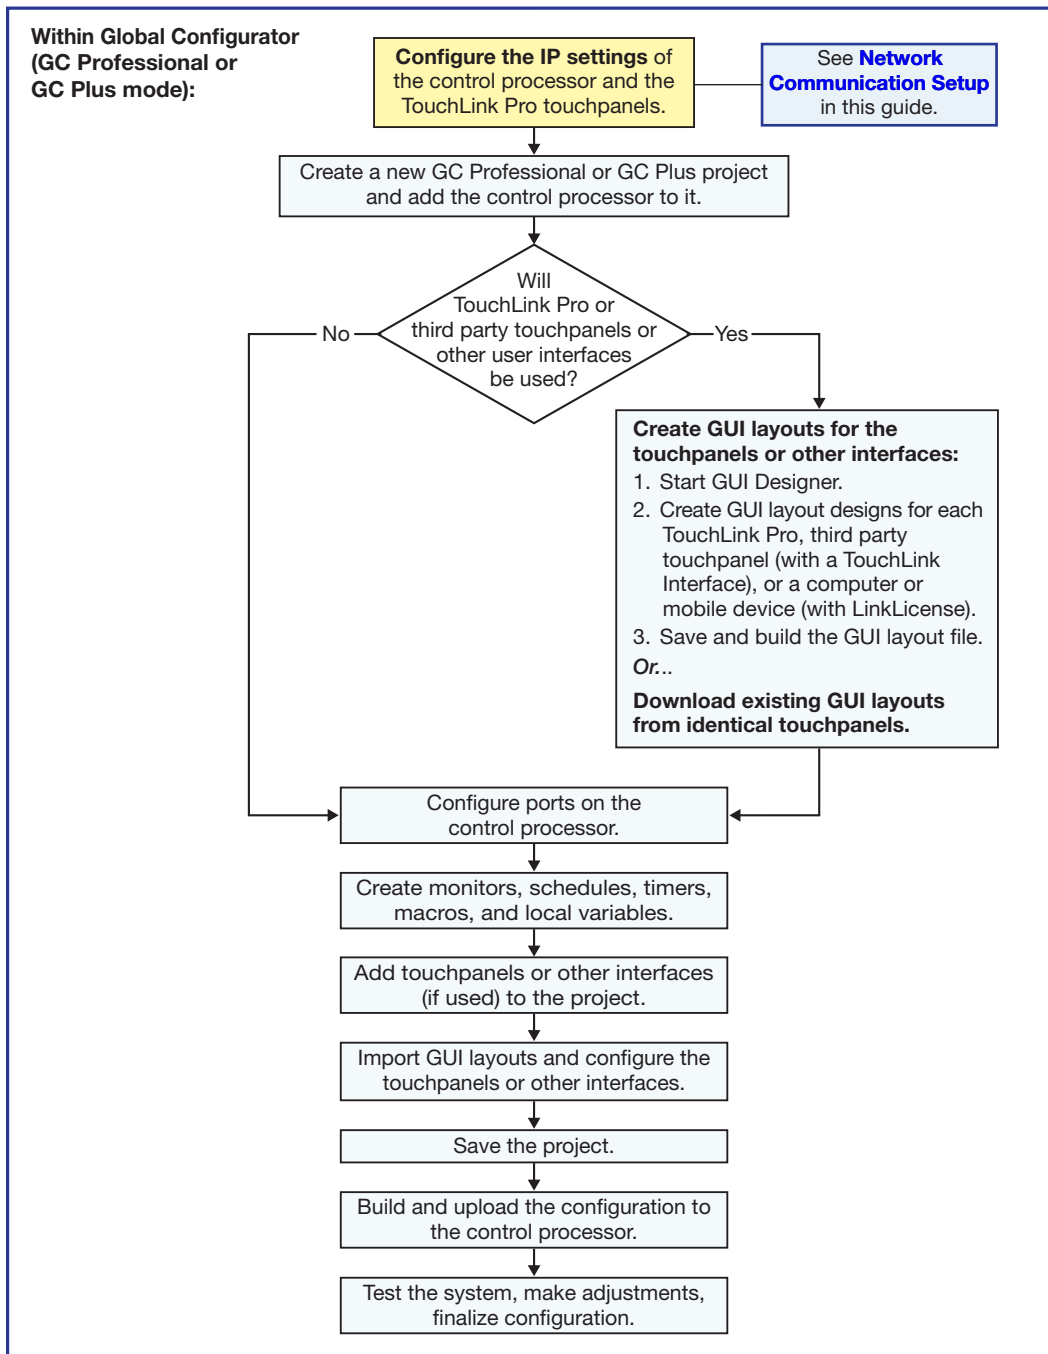 Within Global Configurator
(GC Professional or
GC Plus mode):
Configure the IP settings of
the control processor and the
TouchLink Pro touchpanels.
See Network
Communication Setup
in this guide.
Create a new GC Professional or GC Plus project
and add the control processor to it.
Will
TouchLink Pro or
third party touchpanels or
other user interfaces
be used?
No
Yes
Create GUI layouts for the
touchpanels or other interfaces:
1. Start GUI Designer.
2. Create GUI layout designs for each
TouchLink Pro, third party
touchpanel (with a TouchLink
Interface), or a computer or
mobile device (with LinkLicense).
3. Save and build the GUI layout file.
Or...
Download existing GUI layouts
from identical touchpanels.
Configure ports on the
control processor.
Create monitors, schedules, timers,
macros, and local variables.
Add touchpanels or other interfaces
(if used) to the project.
Import GUI layouts and configure the
touchpanels or other interfaces.
Save the project.
Build and upload the configuration to
the control processor.
Test the system, make adjustments,
finalize configuration.